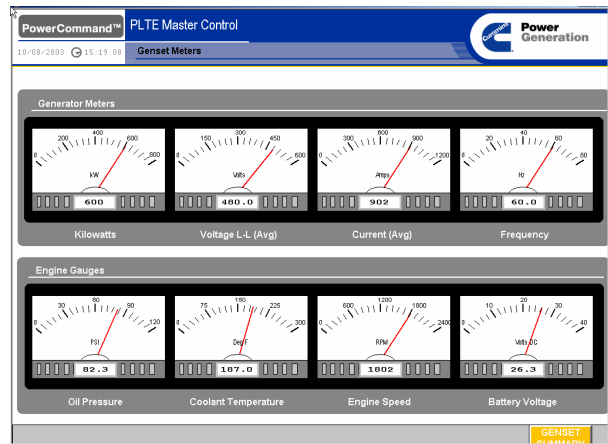 PowerCommand™ PLTE Master Control
Cummins
Power
Generation
10/08/2003 15:19:08 Genset Meters
Generator Meters
0 200 400 600 800
kW
600
0 150 300 450 600
Volts
480.0
0 300 600 900 1200
Amps
902
0 20 40 60 80
Hz
60.0
Kilowatts Voltage L-L (Avg) Current (Avg) Frequency
Engine Gauges
0 30 60 90 120
PSI
82.3
0 75 150 225 300
Deg F
187.0
0 600 1200 1800 2400
RPM
1802
0 10 20 30 40
Volts DC
26.3
Oil Pressure Coolant Temperature Engine Speed Battery Voltage
GENSET
SUMMARY